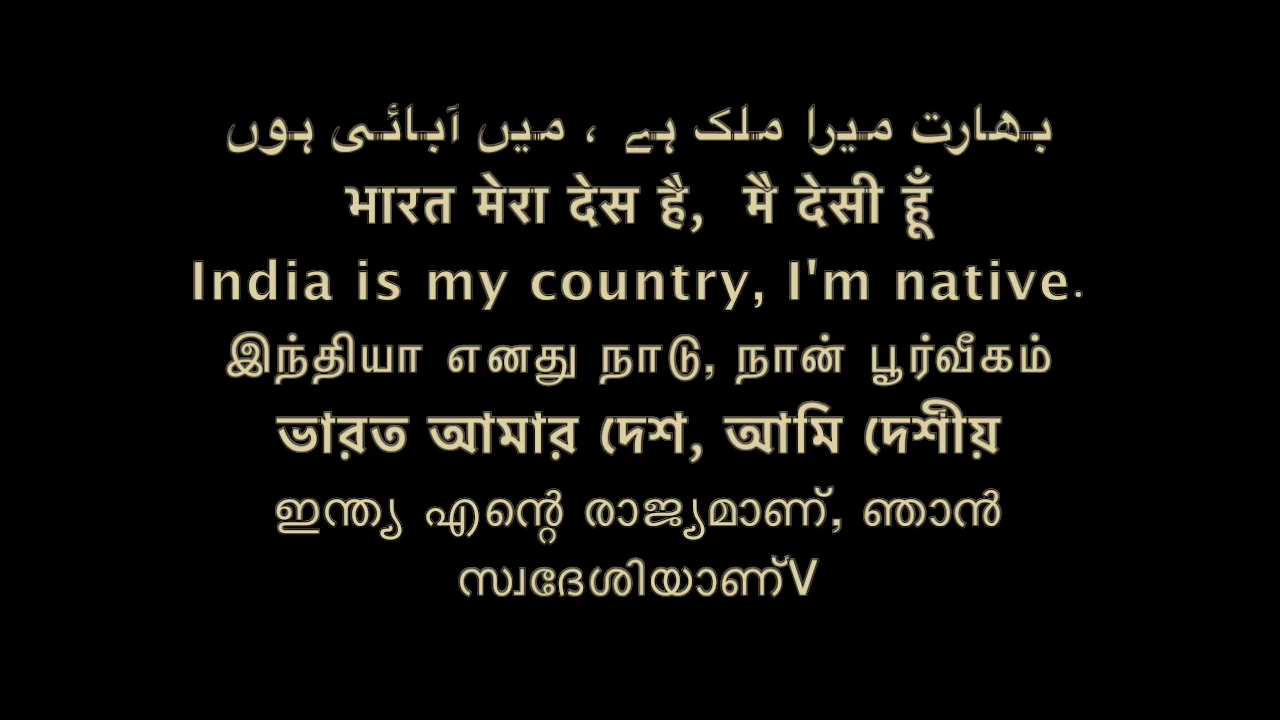 بھارت میرا ملک ہے ، میں آبائی ہوں
भारत मेरा देस है, मै देसी हूँ
India is my country, I'm native.
இந்தியா எனது நாடு, நான் பூர்வீகம்
ভারত আমার দেশ, আমি দেশীয়
ഇന്ത്യ എന്റെ രാജ്യമാണ്, ഞാൻ
സ്വദേശിയാണ്V